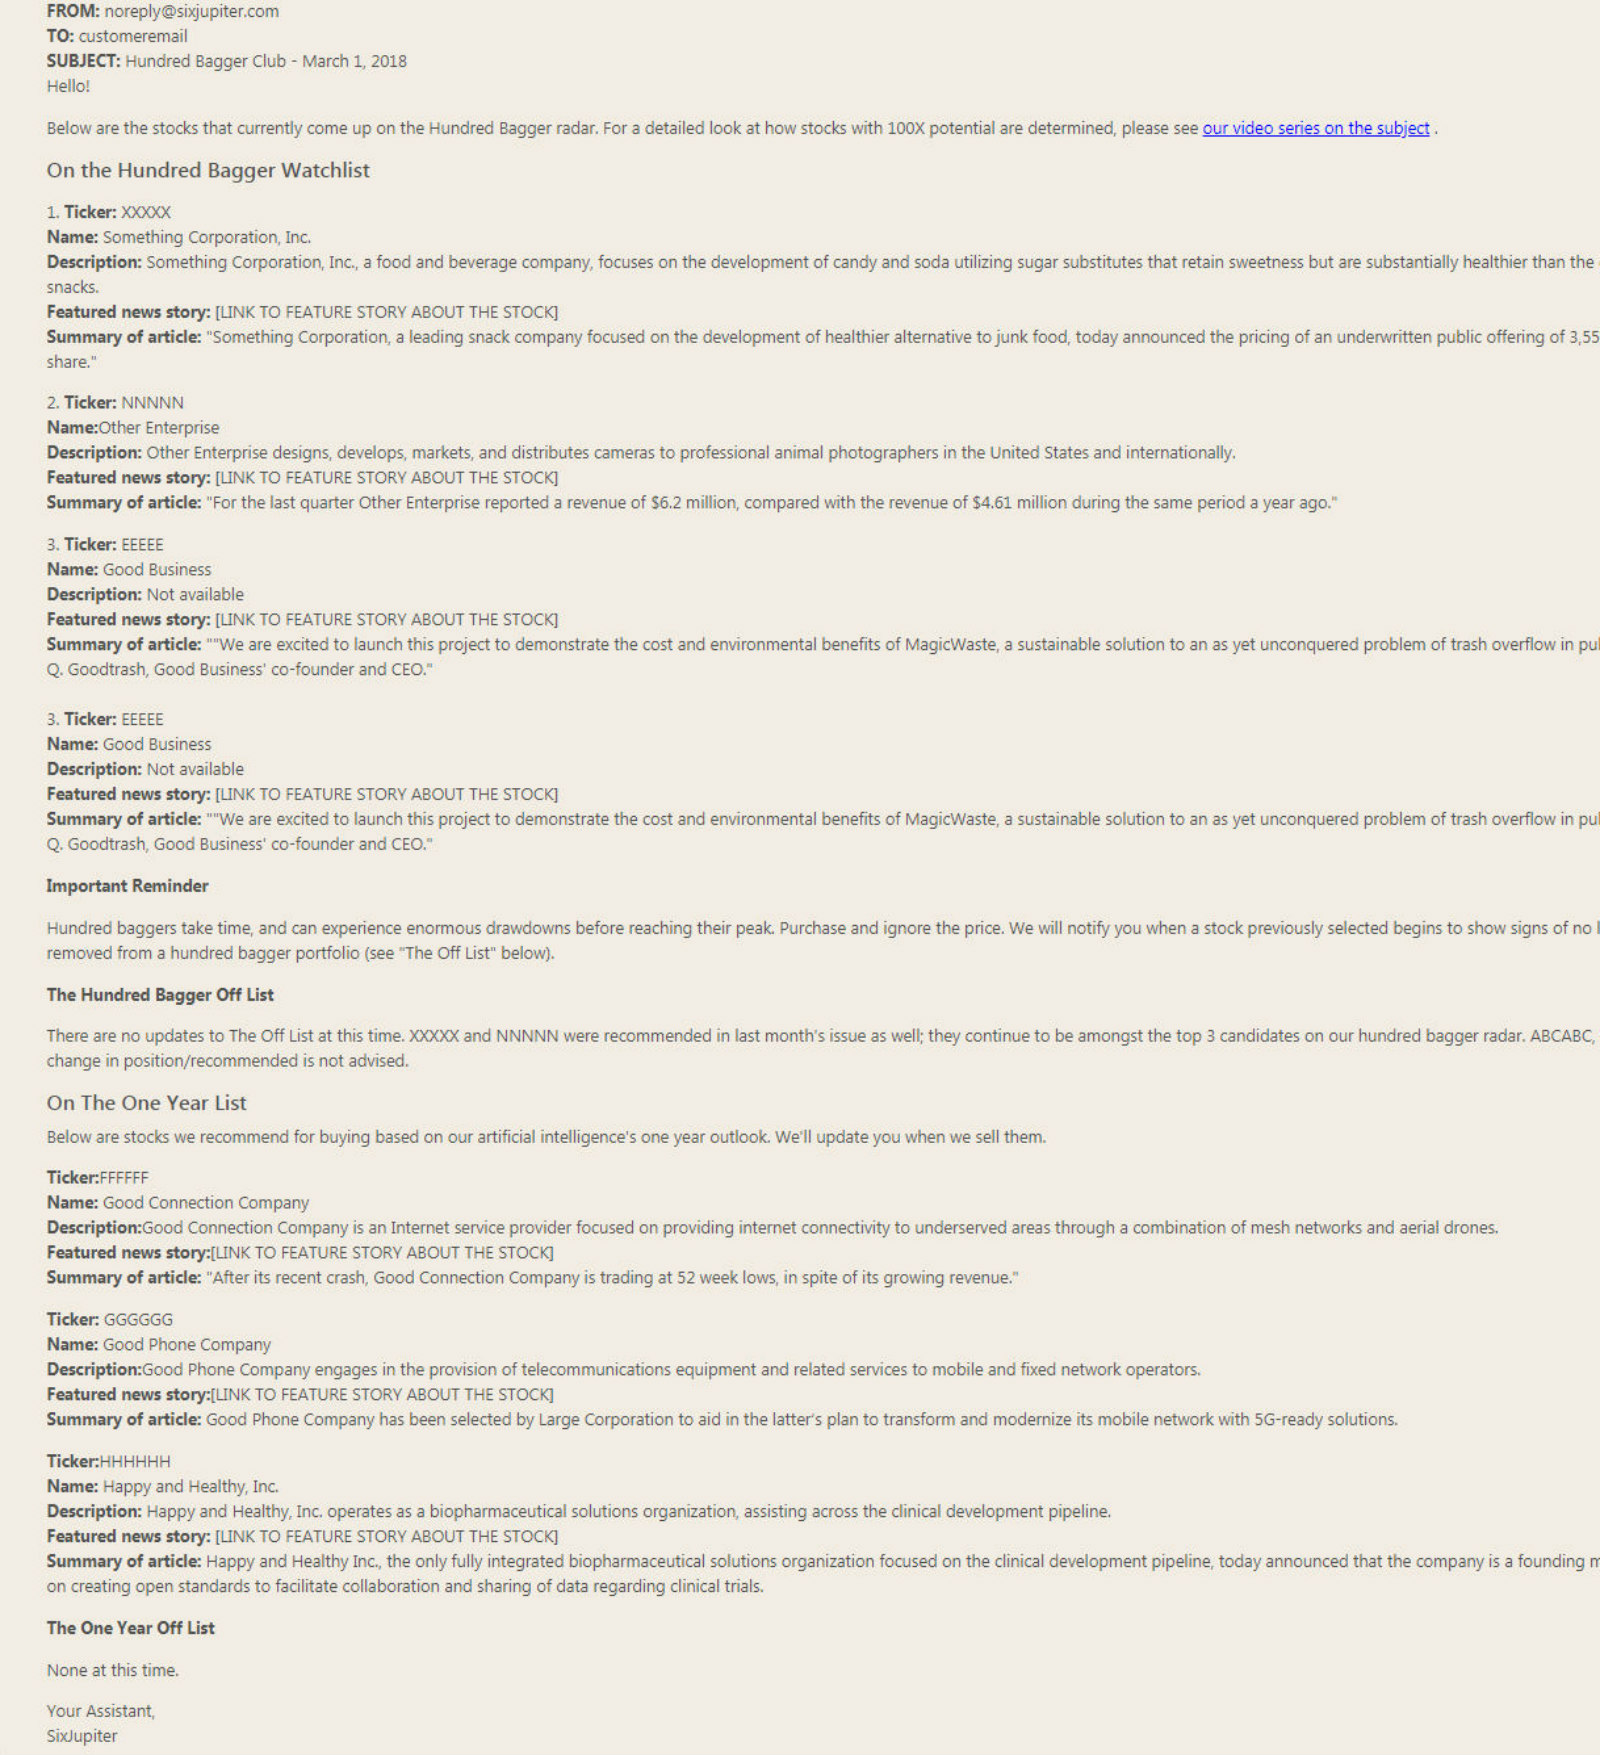 FROM: noreply@sixjupiter.com
TO: customeremail
SUBJECT: Hundred Bagger Club - March 1, 2018
Hello!
Below are the stocks that currently come up on the Hundred Bagger radar. For a detailed look at how stocks with 100X potential are determined, please see our video series on the subject .
On the Hundred Bagger Watchlist
1. Ticker: XXXXX
Name: Something Corporation, Inc.
Description: Something Corporation, Inc., a food and beverage company, focuses on the development of candy and soda utilizing sugar substitutes that retain sweetness but are substantially healthier than the
snacks.
Featured news story: [LINK TO FEATURE STORY ABOUT THE STOCK]
Summary of article: "Something Corporation, a leading snack company focused on the development of healthier alternative to junk food, today announced the pricing of an underwritten public offering of 3,55
share."
2. Ticker: NNNNN
Name:Other Enterprise
Description: Other Enterprise designs, develops, markets, and distributes cameras to professional animal photographers in the United States and internationally.
Featured news story: [LINK TO FEATURE STORY ABOUT THE STOCK]
Summary of article: "For the last quarter Other Enterprise reported a revenue of $6.2 million, compared with the revenue of $4.61 million during the same period a year ago."
3. Ticker: EEEEE
Name: Good Business
Description: Not available
Featured news story: [LINK TO FEATURE STORY ABOUT THE STOCK]
Summary of article: ""We are excited to launch this project to demonstrate the cost and environmental benefits of MagicWaste, a sustainable solution to an as yet unconquered problem of trash overflow in pu
Q. Goodtrash, Good Business' co-founder and CEO."
3. Ticker: EEEEE
Name: Good Business
Description: Not available
Featured news story: [LINK TO FEATURE STORY ABOUT THE STOCK]
Summary of article: ""We are excited to launch this project to demonstrate the cost and environmental benefits of MagicWaste, a sustainable solution to an as yet unconquered problem of trash overflow in pu
Q. Goodtrash, Good Business' co-founder and CEO."
Important Reminder
Hundred baggers take time, and can experience enormous drawdowns before reaching their peak. Purchase and ignore the price. We will notify you when a stock previously selected begins to show signs of no
removed from a hundred bagger portfolio (see "The Off List" below).
The Hundred Bagger Off List
There are no updates to The Off List at this time. XXXXX and NNNNN were recommended in last month's issue as well; they continue to be amongst the top 3 candidates on our hundred bagger radar. ABCABC,
change in position/recommended is not advised.
On The One Year List
Below are stocks we recommend for buying based on our artificial intelligence's one year outlook. We'll update you when we sell them.
Ticker:FFFFFF
Name: Good Connection Company
Description:Good Connection Company is an Internet service provider focused on providing internet connectivity to underserved areas through a combination of mesh networks and aerial drones.
Featured news story:[LINK TO FEATURE STORY ABOUT THE STOCK]
Summary of article: "After its recent crash, Good Connection Company is trading at 52 week lows, in spite of its growing revenue."
Ticker: GGGGGG
Name: Good Phone Company
Description:Good Phone Company engages in the provision of telecommunications equipment and related services to mobile and fixed network operators.
Featured news story:[LINK TO FEATURE STORY ABOUT THE STOCK]
Summary of article: Good Phone Company has been selected by Large Corporation to aid in the latter's plan to transform and modernize its mobile network with 5G-ready solutions.
Ticker:HHHHHH
Name: Happy and Healthy, Inc.
Description: Happy and Healthy, Inc. operates as a biopharmaceutical solutions organization, assisting across the clinical development pipeline.
Featured news story: [LINK TO FEATURE STORY ABOUT THE STOCK]
Summary of article: Happy and Healthy Inc., the only fully integrated biopharmaceutical solutions organization focused on the clinical development pipeline, today announced that the company is a founding
on creating open standards to facilitate collaboration and sharing of data regarding clinical trials.
The One Year Off List
None at this time.
Your Assistant,
SixJupiter